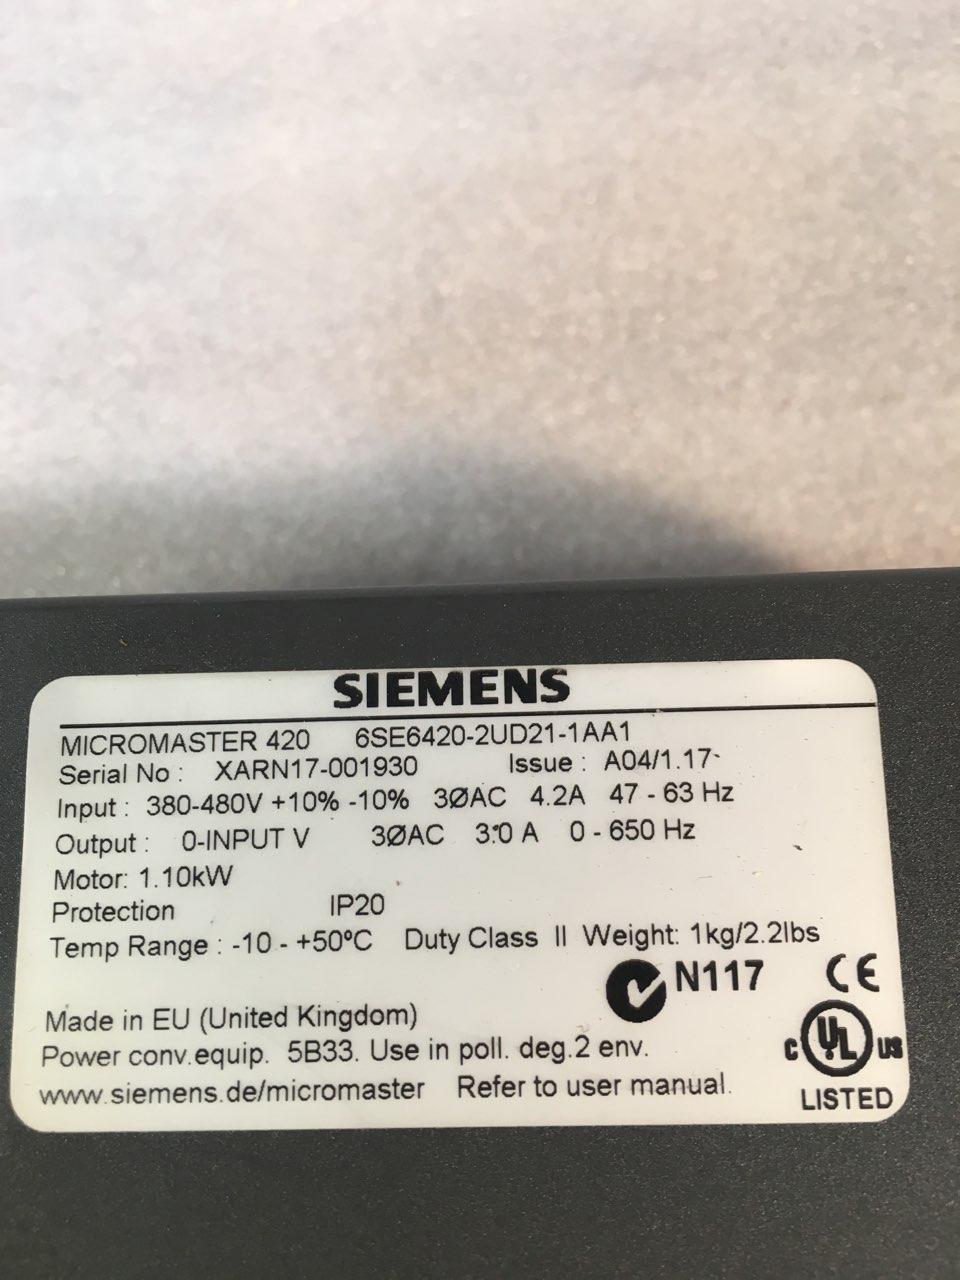 SIEMENS
MICROMASTER 420 6SE6420-2UD21-1AA1
Serial No : XARN17-001930 Issue : A04/1.17
Input : 380-480V +10% -10% 3ØAC 4.2A 47 - 63 Hz
Output : 0-INPUT V 3ØAC 3.0 A 0 - 650 Hz
Motor: 1.10kW
Protection IP20
Temp Range : -10 - +50ºC Duty Class II Weight: 1kg/2.2lbs
N117 CE
Made in EU (United Kingdom)
Power conv.equip. 5B33. Use in poll. deg.2 env.
C UL US
www.siemens.de/micromaster Refer to user manual.
LISTED